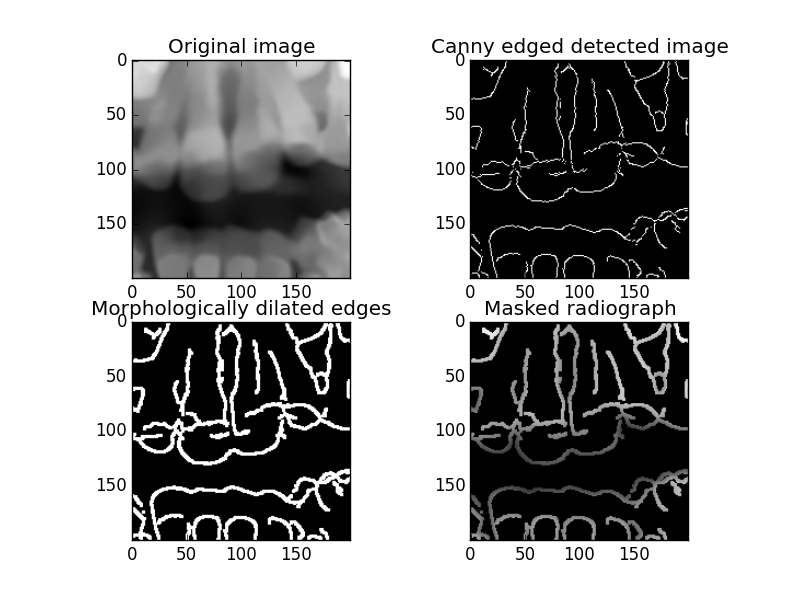 Original image
0
50
100
150
0 50 100 150
Canny edged detected image
0
50
100
150
0 50 100 150
Morphologically dilated edges
0
50
100
150
0 50 100 150
Masked radiograph
0
50
100
150
0 50 100 150